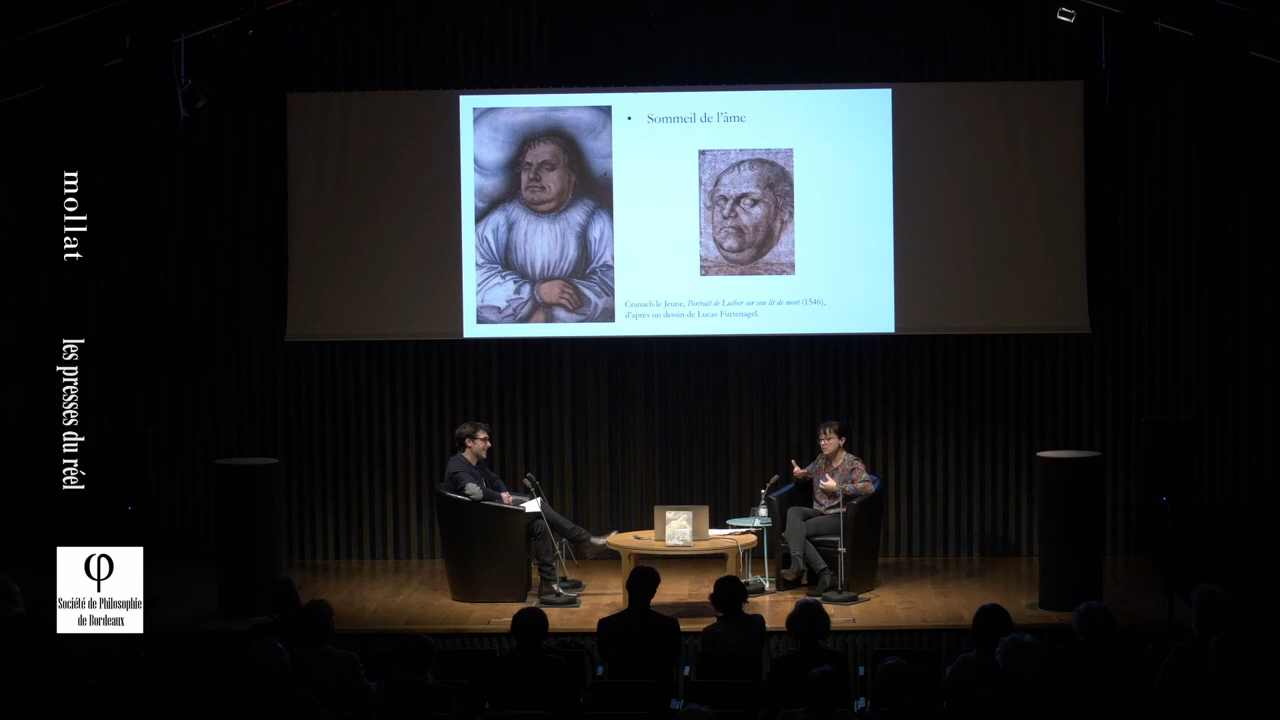 mollat
les presses du réel
φ
Société de Philosophie
de Bordeaux
• Sommeil de l'âme
Cranach le Jeune, Portrait de Luther sur son lit de mort (1546),
d'après un dessin de Lucas Furtenagel.